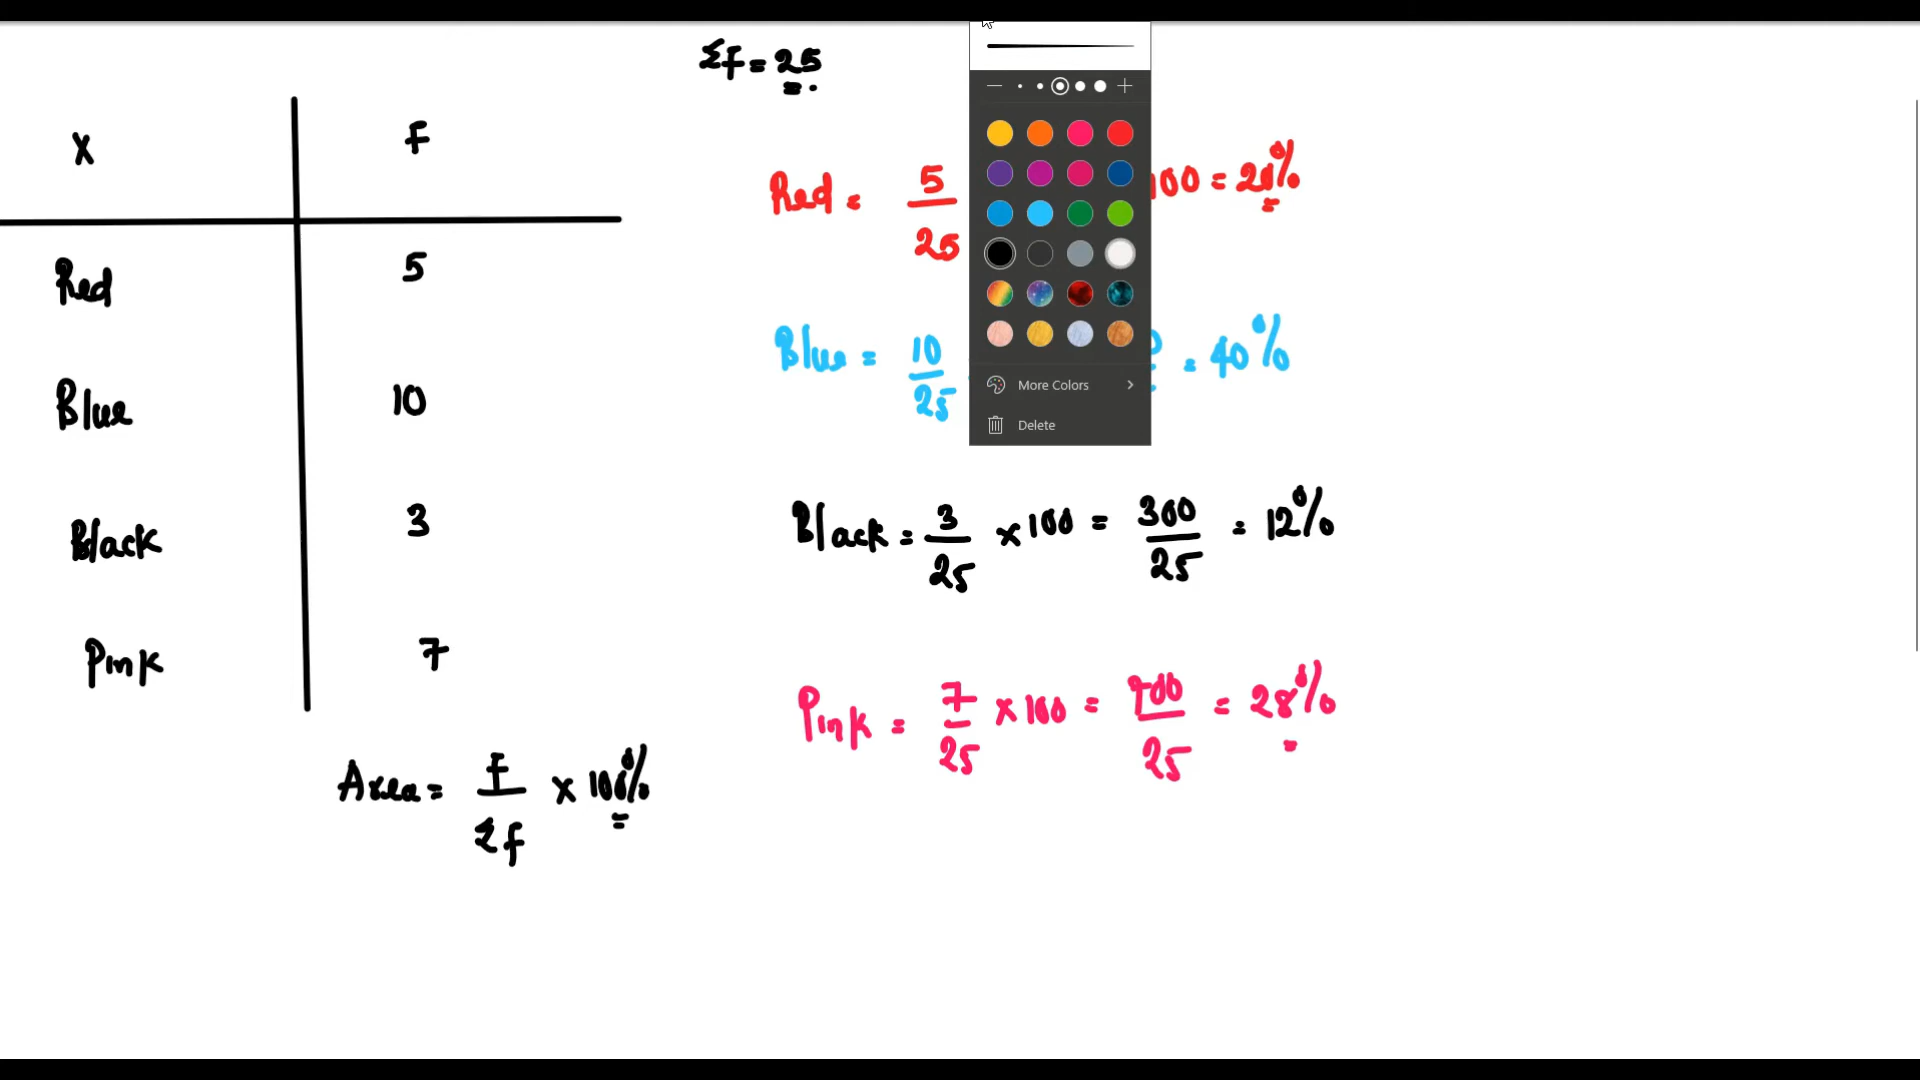 Σf = 25
X F
Red 5
Blue 10
Black 3
Pink 7
Area = F/Σf x 100%
Red = 5/25 100 = 20%
Blue = 10/25 = 40%
More Colors
Delete
Black = 3/25 x 100 = 300/25 = 12%
Pink = 7/25 x 100 = 700/25 = 28%